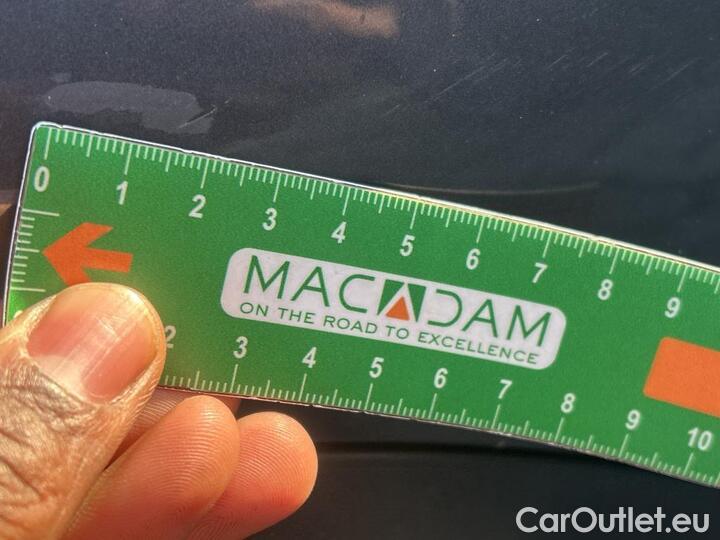 0 1 2 3 4 5 6 7 8 9
MACADAM
ON THE ROAD TO EXCELLENCE
2 3 4 5 6 7 8 9 10
CarOutlet.eu